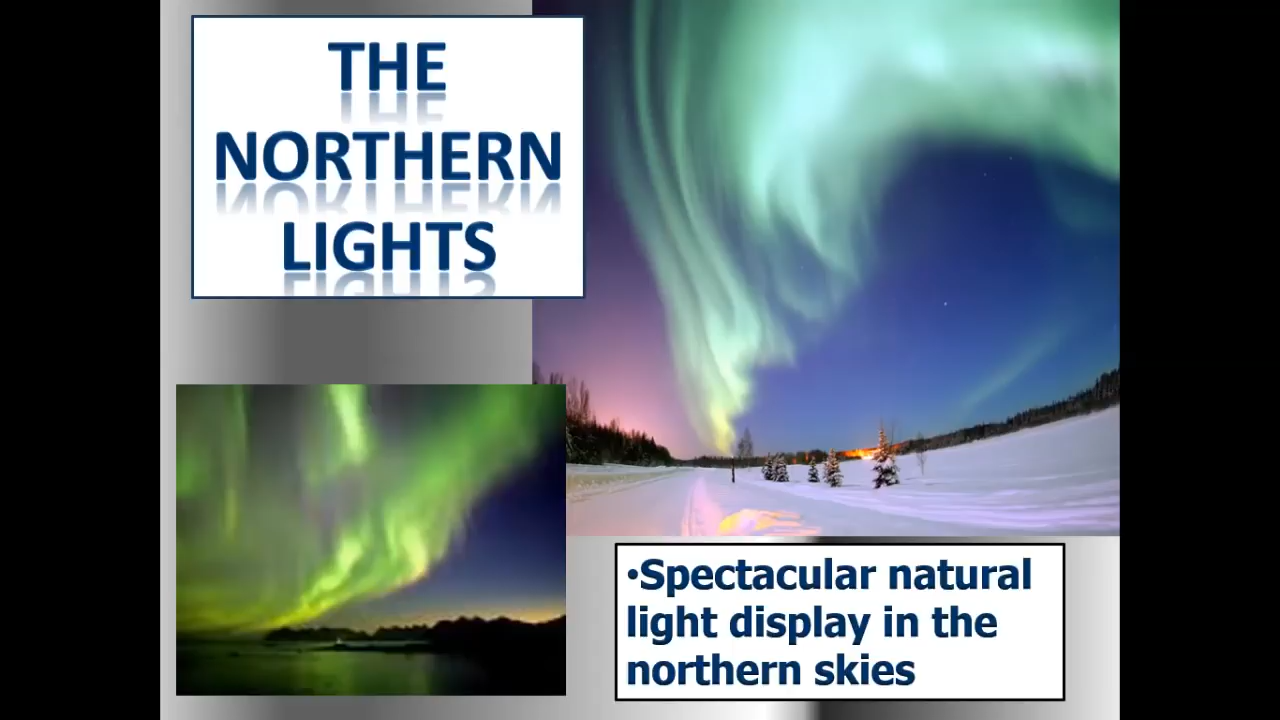 THE
NORTHERN
LIGHTS
•Spectacular natural
light display in the
northern skies